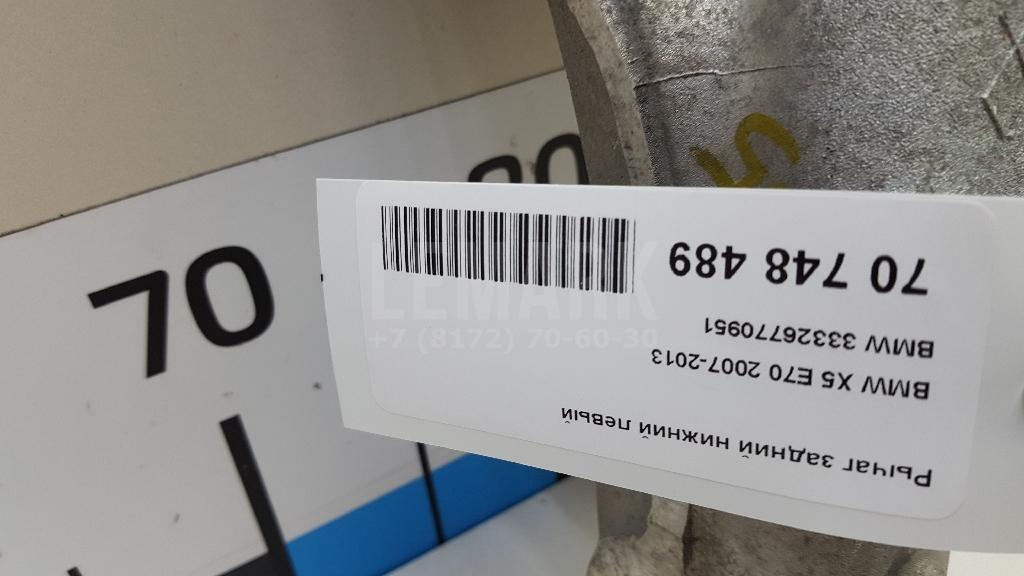 Рычаг задний нижний левый
BMW X5 E70 2007-2013
BMW 33326770951
70 748 489
LEMARK
+7 (8172) 70-60-30
70
5